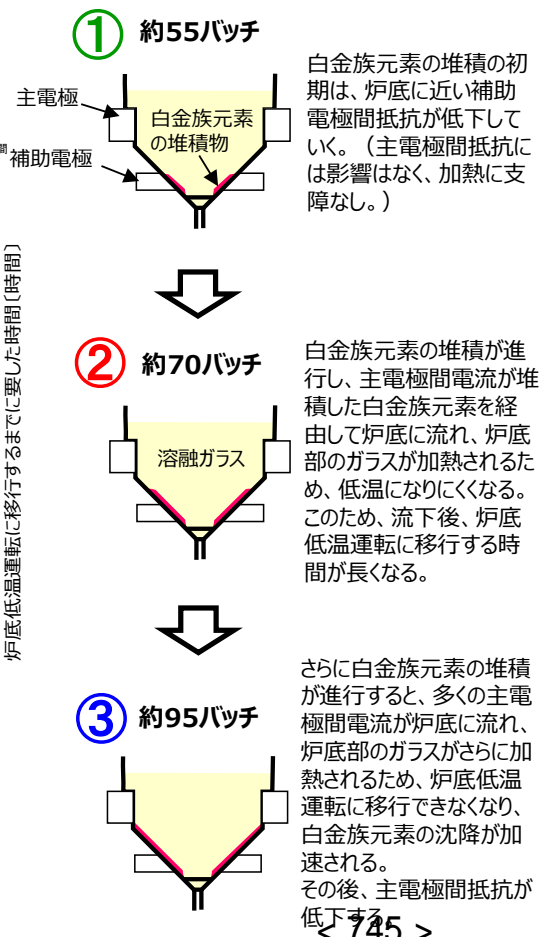 ① 約55バッチ
主電極
間
補助電極
白金族元素
の堆積物
白金族元素の堆積の初
期は、炉底に近い補助
電極間抵抗が低下して
いく。（主電極間抵抗に
は影響はなく、加熱に支
障なし。）
炉底低温運転に移行するまでに要した時間〔時間〕
② 約70バッチ
溶融ガラス
白金族元素の堆積が進
行し、主電極間電流が堆
積した白金族元素を経
由して炉底に流れ、炉底
部のガラスが加熱されるた
め、低温になりにくくなる。
このため、流下後、炉底
低温運転に移行する時
間が長くなる。
③ 約95バッチ
さらに白金族元素の堆積
が進行すると、多くの主電
極間電流が炉底に流れ、
炉底部のガラスがさらに加
熱されるため、炉底低温
運転に移行できなくなり、
白金族元素の沈降が加
速される。
その後、主電極間抵抗が
低下する。
< 745 >